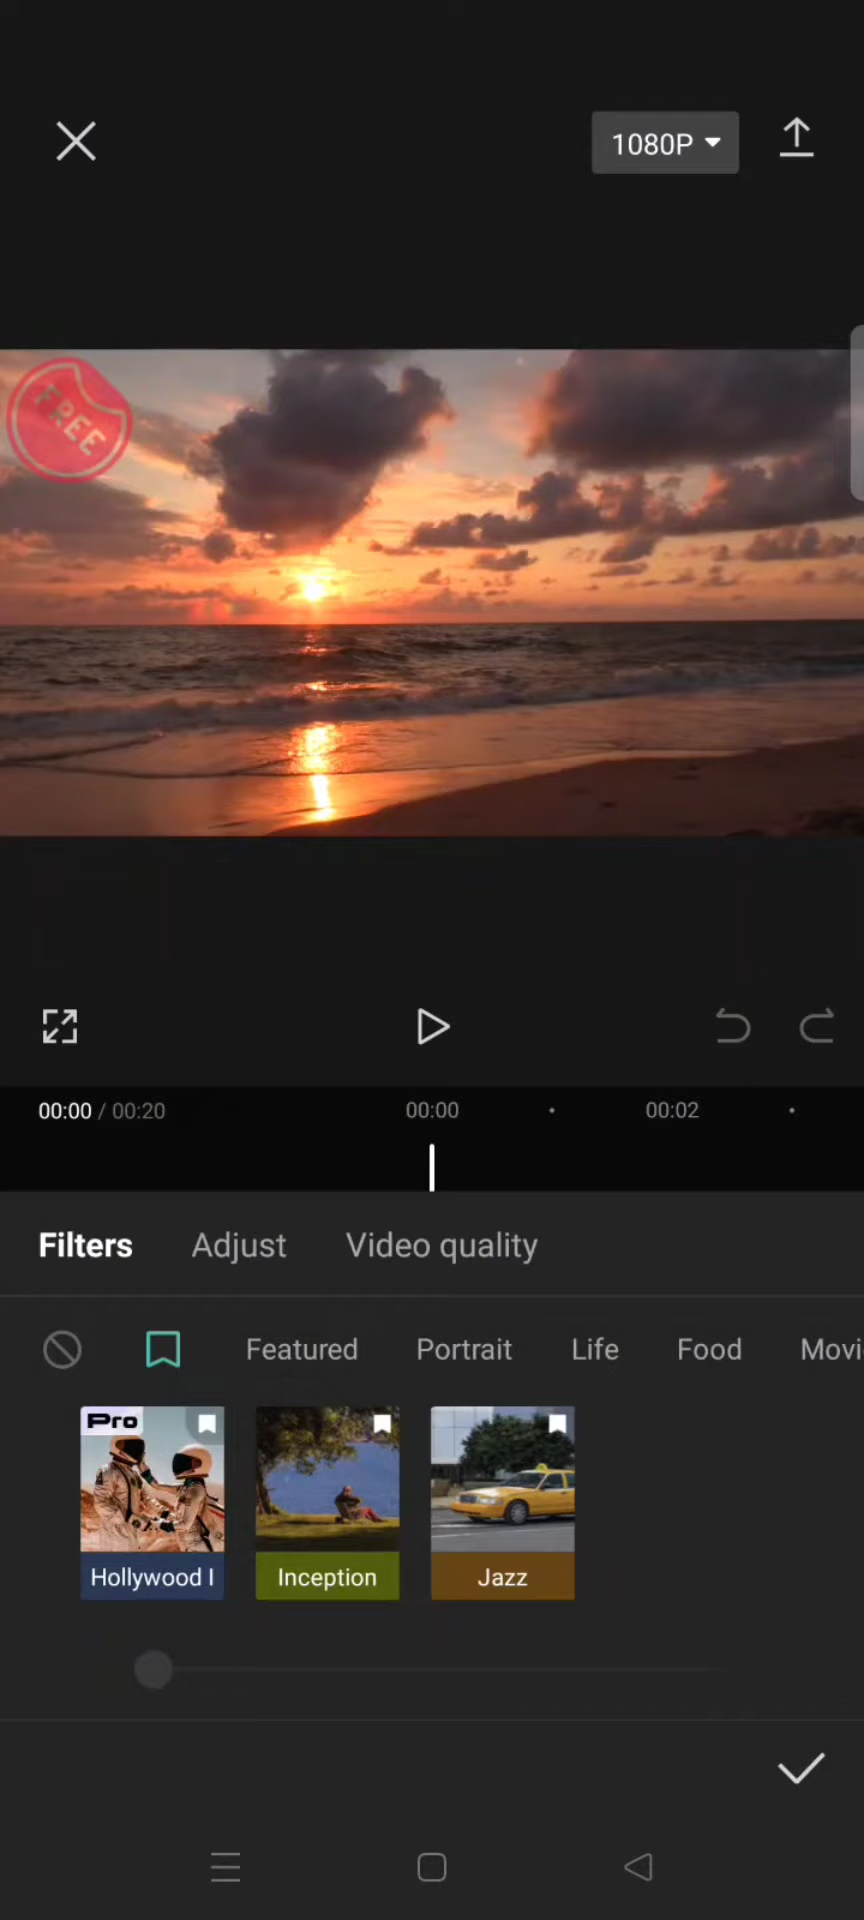 1080P
FREE
00:00 / 00:20 00:00 00:02
Filters Adjust Video quality
Featured Portrait Life Food Movi
Pro
Hollywood I Inception Jazz